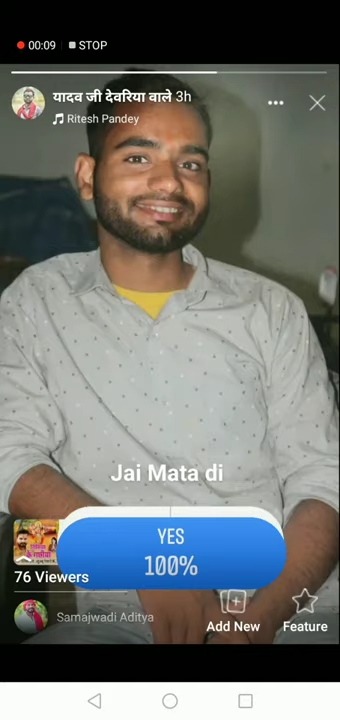 00:09 STOP
यादव जी देवरिया बाले 3h
Ritesh Pandey
Jai Mata di
YES
100%
76 Viewers
Samajwadi Aditya
Add New
Feature